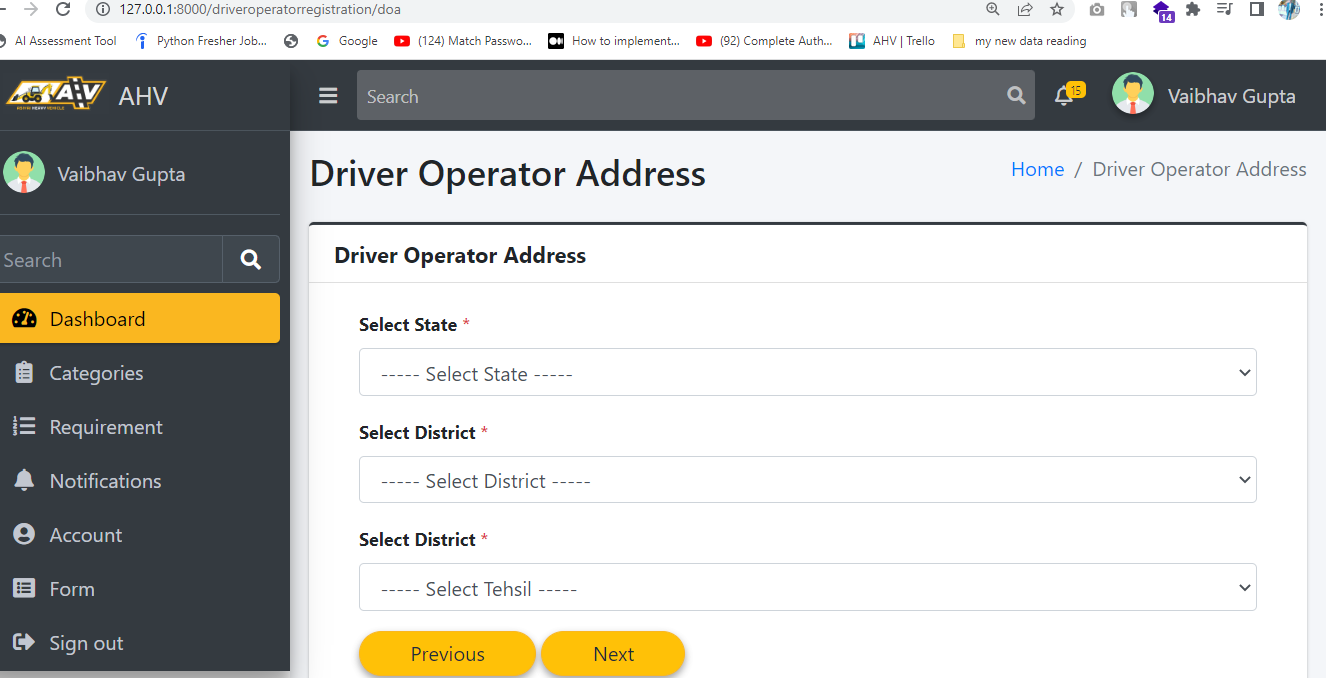 127.0.0.1:8000/driveroperatorregistration/doa
14
AI Assessment Tool
Python Fresher Job...
Google
(124) Match Passwo...
How to implement...
(92) Complete Auth...
AHV | Trello
my new data reading
AHV
AHV
Search
15
Vaibhav Gupta
Vaibhav Gupta
Search
Dashboard
Categories
Requirement
Notifications
Account
Form
Sign out
Driver Operator Address
Home / Driver Operator Address
Driver Operator Address
Select State *
----- Select State -----
Select District *
----- Select District -----
Select District *
----- Select Tehsil -----
Previous
Next